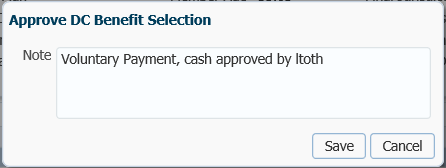 Approve DC Benefit Selection
Note
Voluntary Payment, cash approved by ltoth
Save
Cancel